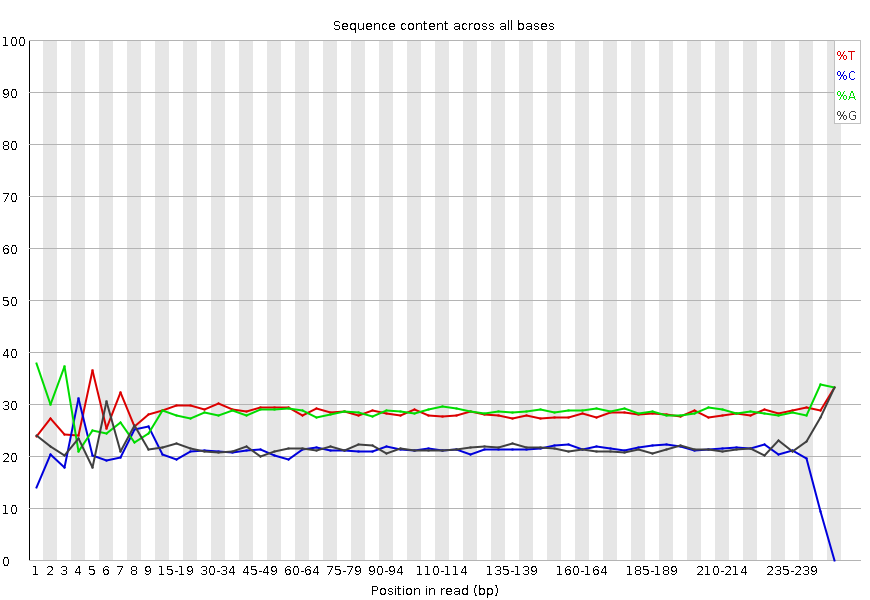 Sequence content across all bases
100
90
80
70
60
50
40
30
20
10
0
%T
%C
%A
%G
1 2 3 4 5 6 7 8 9 15-19 30-34 45-49 60-64 75-79 90-94 110-114 135-139 160-164 185-189 210-214 235-239
Position in read (bp)